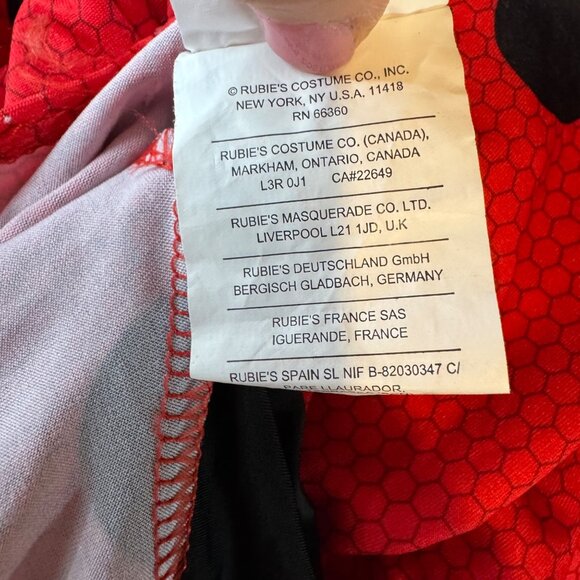 © RUBIE'S COSTUME CO., INC.
NEW YORK, NY U.S.A. 11418
RN 66360
RUBIE'S COSTUME CO. (CANADA),
MARKHAM, ONTARIO, CANADA
L3R 0J1 CA#22649
RUBIE'S MASQUERADE CO. LTD.
LIVERPOOL L21 1JD, U.K
RUBIE'S DEUTSCHLAND GmbH
BERGISCH GLADBACH, GERMANY
RUBIE'S FRANCE SAS
IGUERANDE, FRANCE
RUBIE'S SPAIN SL NIF B-82030347 C/
PARE LLAURADOR,